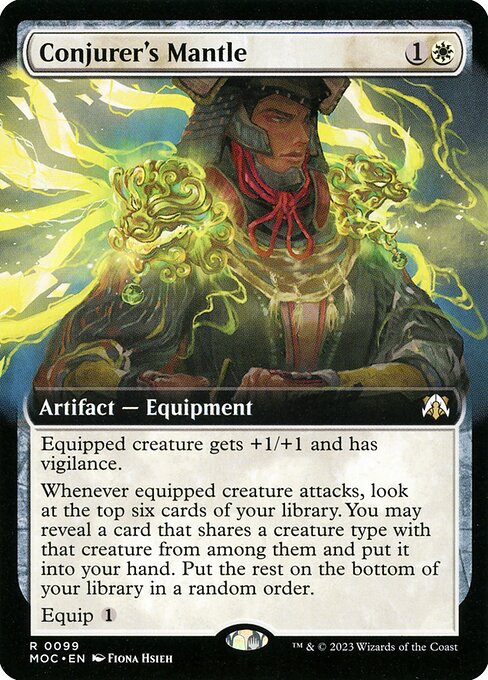 Conjurer's Mantle 1
Artifact — Equipment
Equipped creature gets +1/+1 and has
vigilance.
Whenever equipped creature attacks, look
at the top six cards of your library. You may
reveal a card that shares a creature type with
that creature from among them and put it
into your hand. Put the rest on the bottom of
your library in a random order.
Equip 1
R 0099
MOC • EN Fiona Hsieh
™ & © 2023 Wizards of the Coast